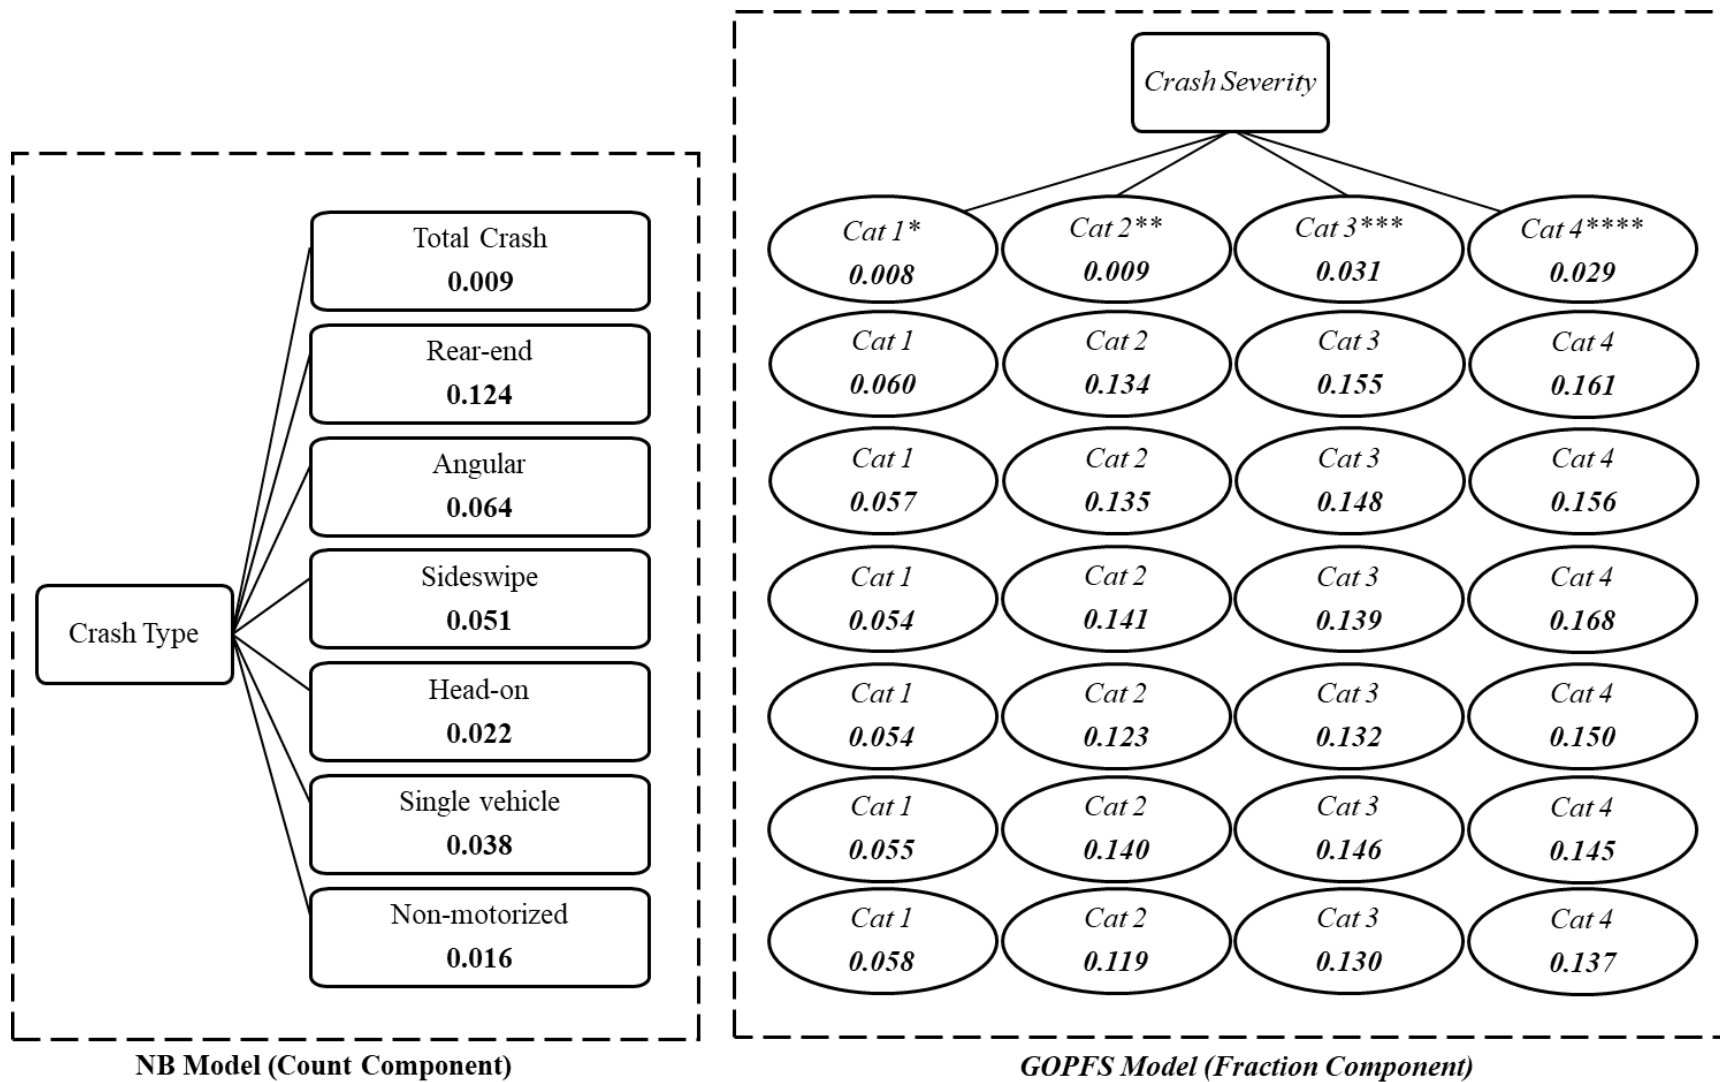 Crash Severity
Cat 1* Cat 2** Cat 3*** Cat 4****
0.008 0.009 0.031 0.029
Total Crash
0.009
Rear-end
0.124
Cat 1 Cat 2 Cat 3 Cat 4
0.060 0.134 0.155 0.161
Angular
0.064
Cat 1 Cat 2 Cat 3 Cat 4
0.057 0.135 0.148 0.156
Sideswipe
0.051
Cat 1 Cat 2 Cat 3 Cat 4
0.054 0.141 0.139 0.168
Crash Type
Head-on
0.022
Cat 1 Cat 2 Cat 3 Cat 4
0.054 0.123 0.132 0.150
Single vehicle
0.038
Cat 1 Cat 2 Cat 3 Cat 4
0.055 0.140 0.146 0.145
Non-motorized
0.016
Cat 1 Cat 2 Cat 3 Cat 4
0.058 0.119 0.130 0.137
NB Model (Count Component)
GOPFS Model (Fraction Component)